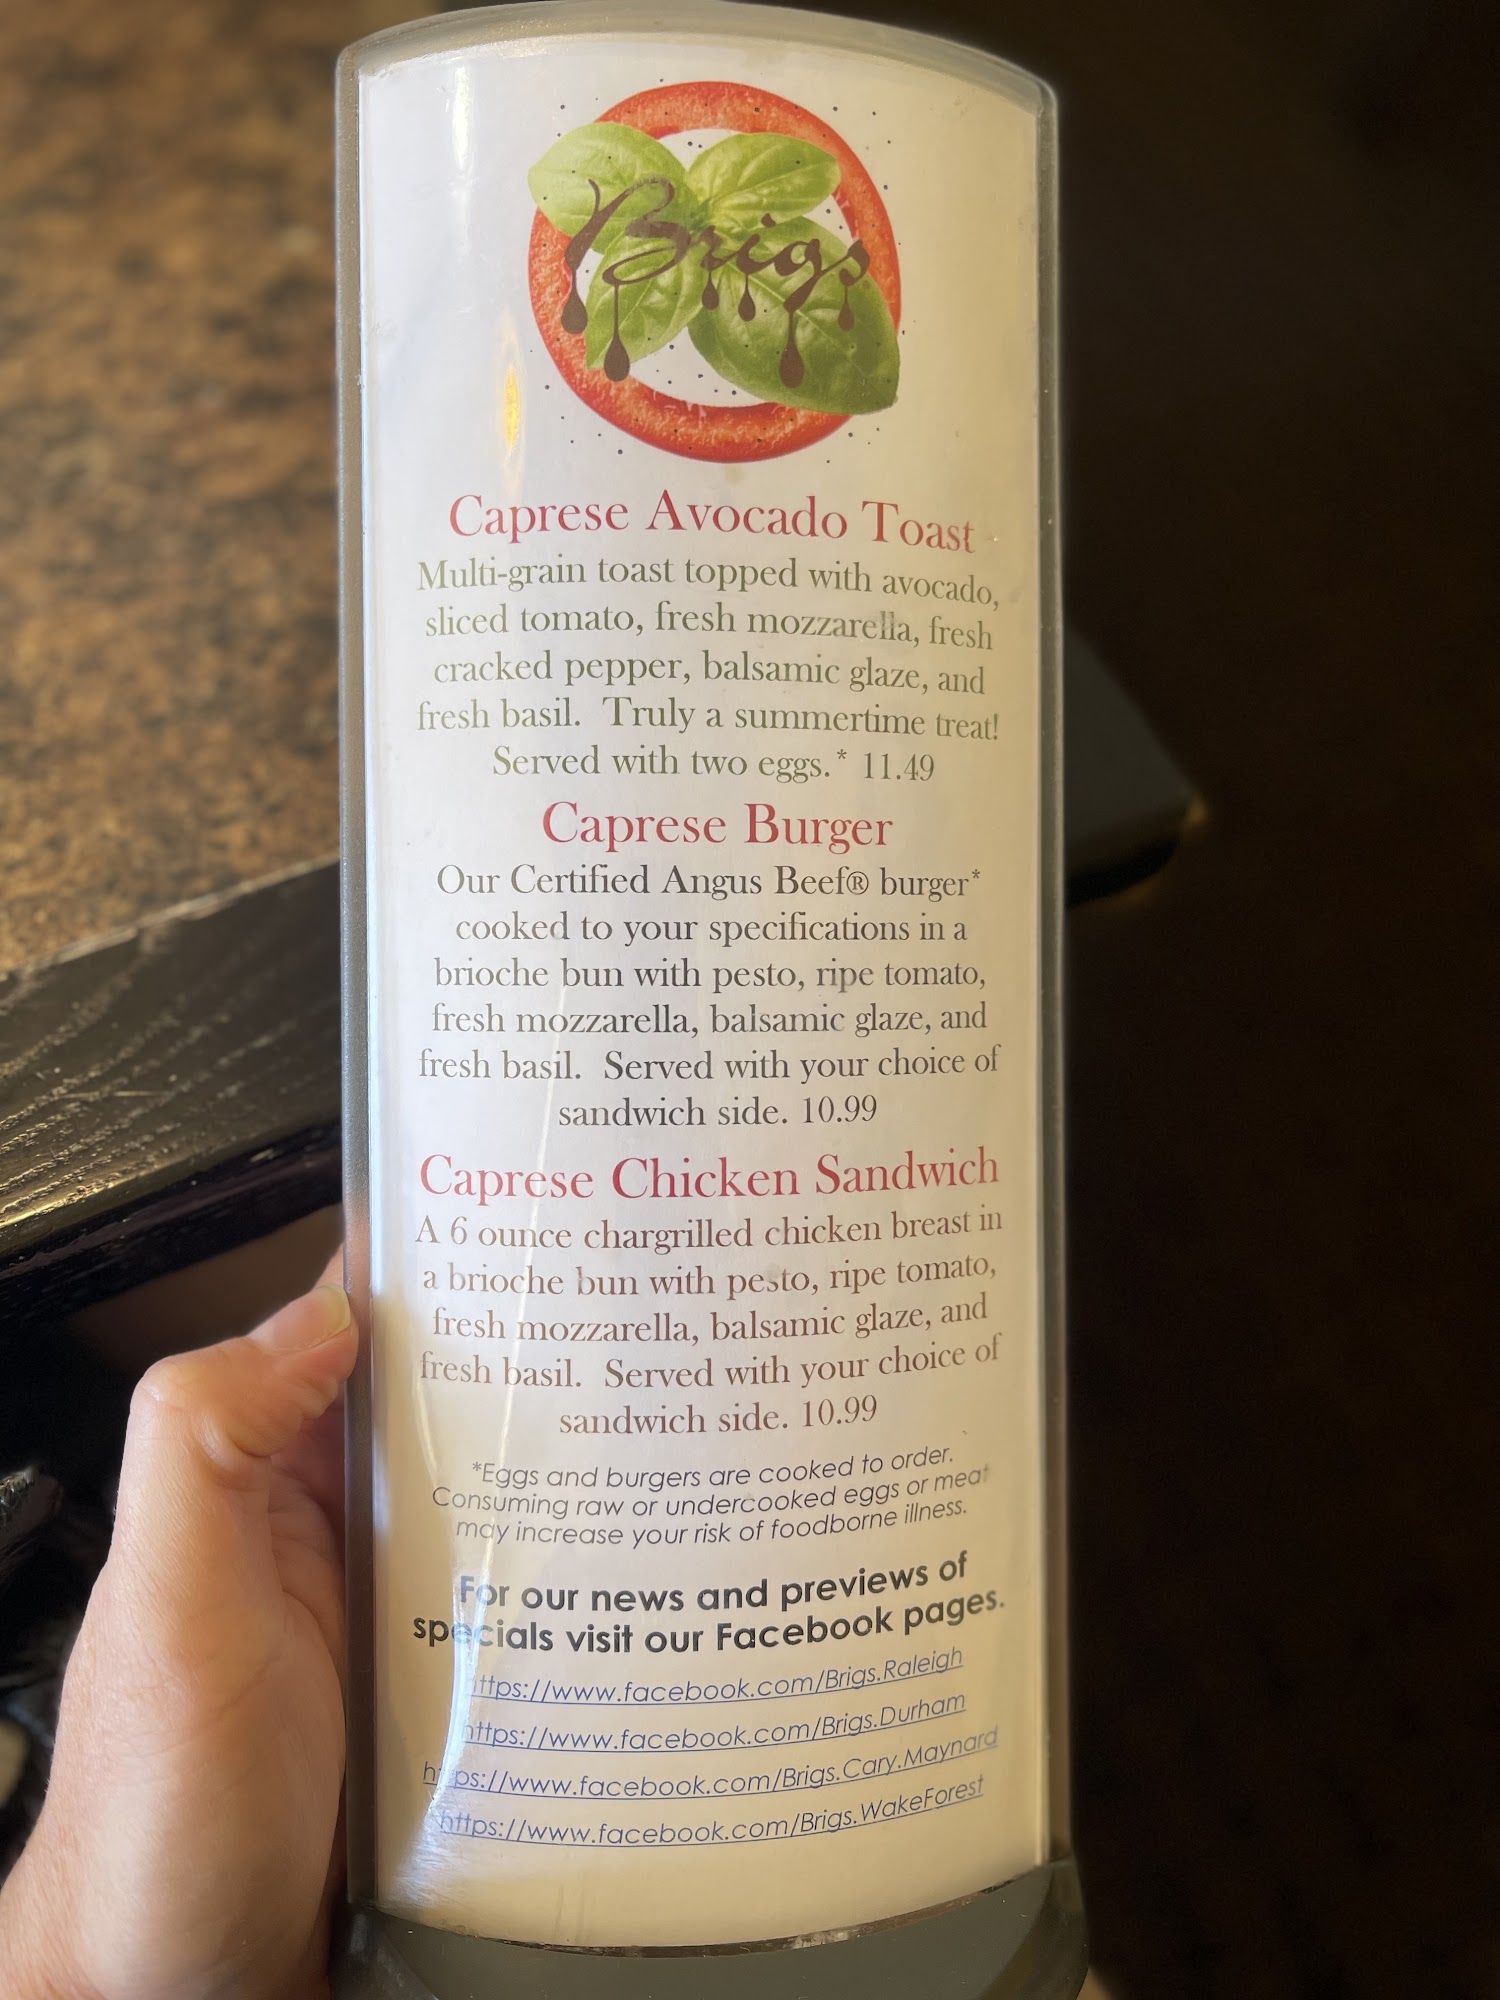 Brigs
Caprese Avocado Toast
Multi-grain toast topped with avocado,
sliced tomato, fresh mozzarella, fresh
cracked pepper, balsamic glaze, and
fresh basil. Truly a summertime treat!
Served with two eggs.* 11.49
Caprese Burger
Our Certified Angus Beef® burger*
cooked to your specifications in a
brioche bun with pesto, ripe tomato,
fresh mozzarella, balsamic glaze, and
fresh basil. Served with your choice of
sandwich side. 10.99
Caprese Chicken Sandwich
A 6 ounce chargrilled chicken breast in
a brioche bun with pesto, ripe tomato,
fresh mozzarella, balsamic glaze, and
fresh basil. Served with your choice of
sandwich side. 10.99
*Eggs and burgers are cooked to order.
Consuming raw or undercooked eggs or meat
may increase your risk of foodborne illness.
For our news and previews of
specials visit our Facebook pages.
https://www.facebook.com/Brigs.Raleigh
https://www.facebook.com/Brigs.Durham
https://www.facebook.com/Brigs.Cary.Maynard
https://www.facebook.com/Brigs.WakeForest